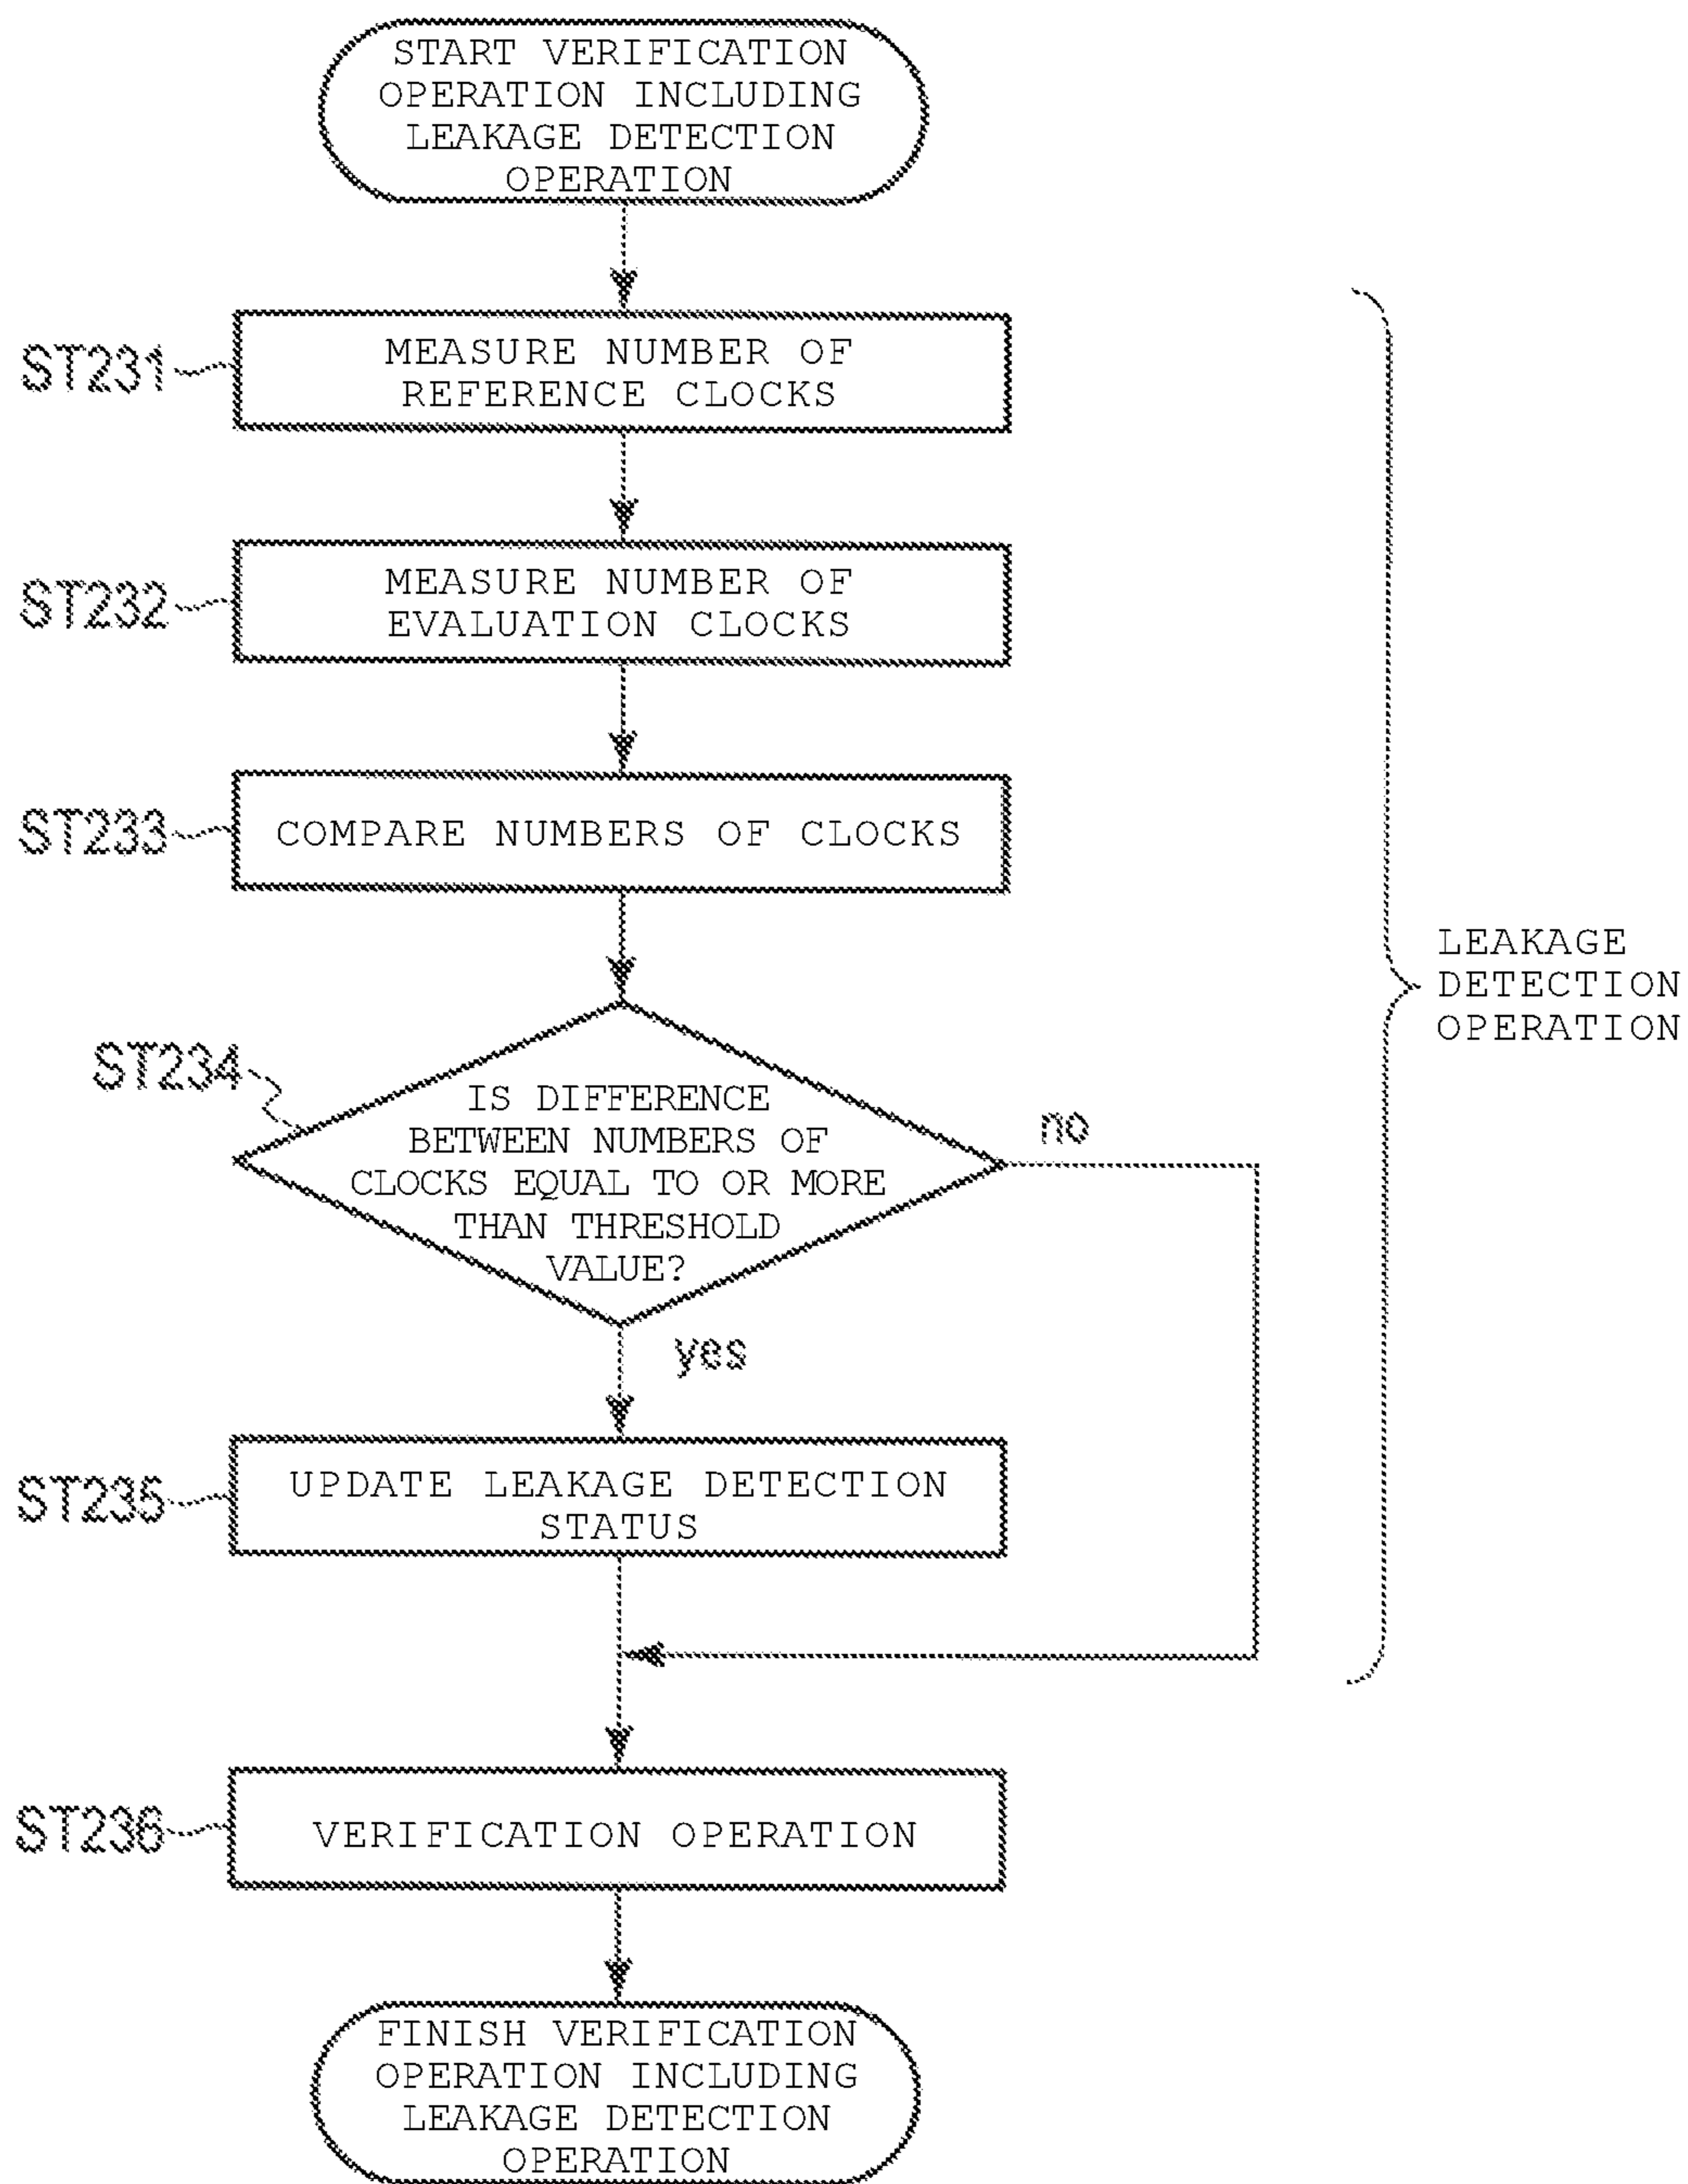 START VERIFICATION
OPERATION INCLUDING
LEAKAGE DETECTION
OPERATION
ST231
MEASURE NUMBER OF
REFERENCE CLOCKS
ST232
MEASURE NUMBER OF
EVALUATION CLOCKS
ST233
COMPARE NUMBERS OF CLOCKS
LEAKAGE
DETECTION
OPERATION
ST234
IS DIFFERENCE
BETWEEN NUMBERS OF
CLOCKS EQUAL TO OR MORE
THAN THRESHOLD
VALUE?
no
yes
ST235
UPDATE LEAKAGE DETECTION
STATUS
ST236
VERIFICATION OPERATION
FINISH VERIFICATION
OPERATION INCLUDING
LEAKAGE DETECTION
OPERATION